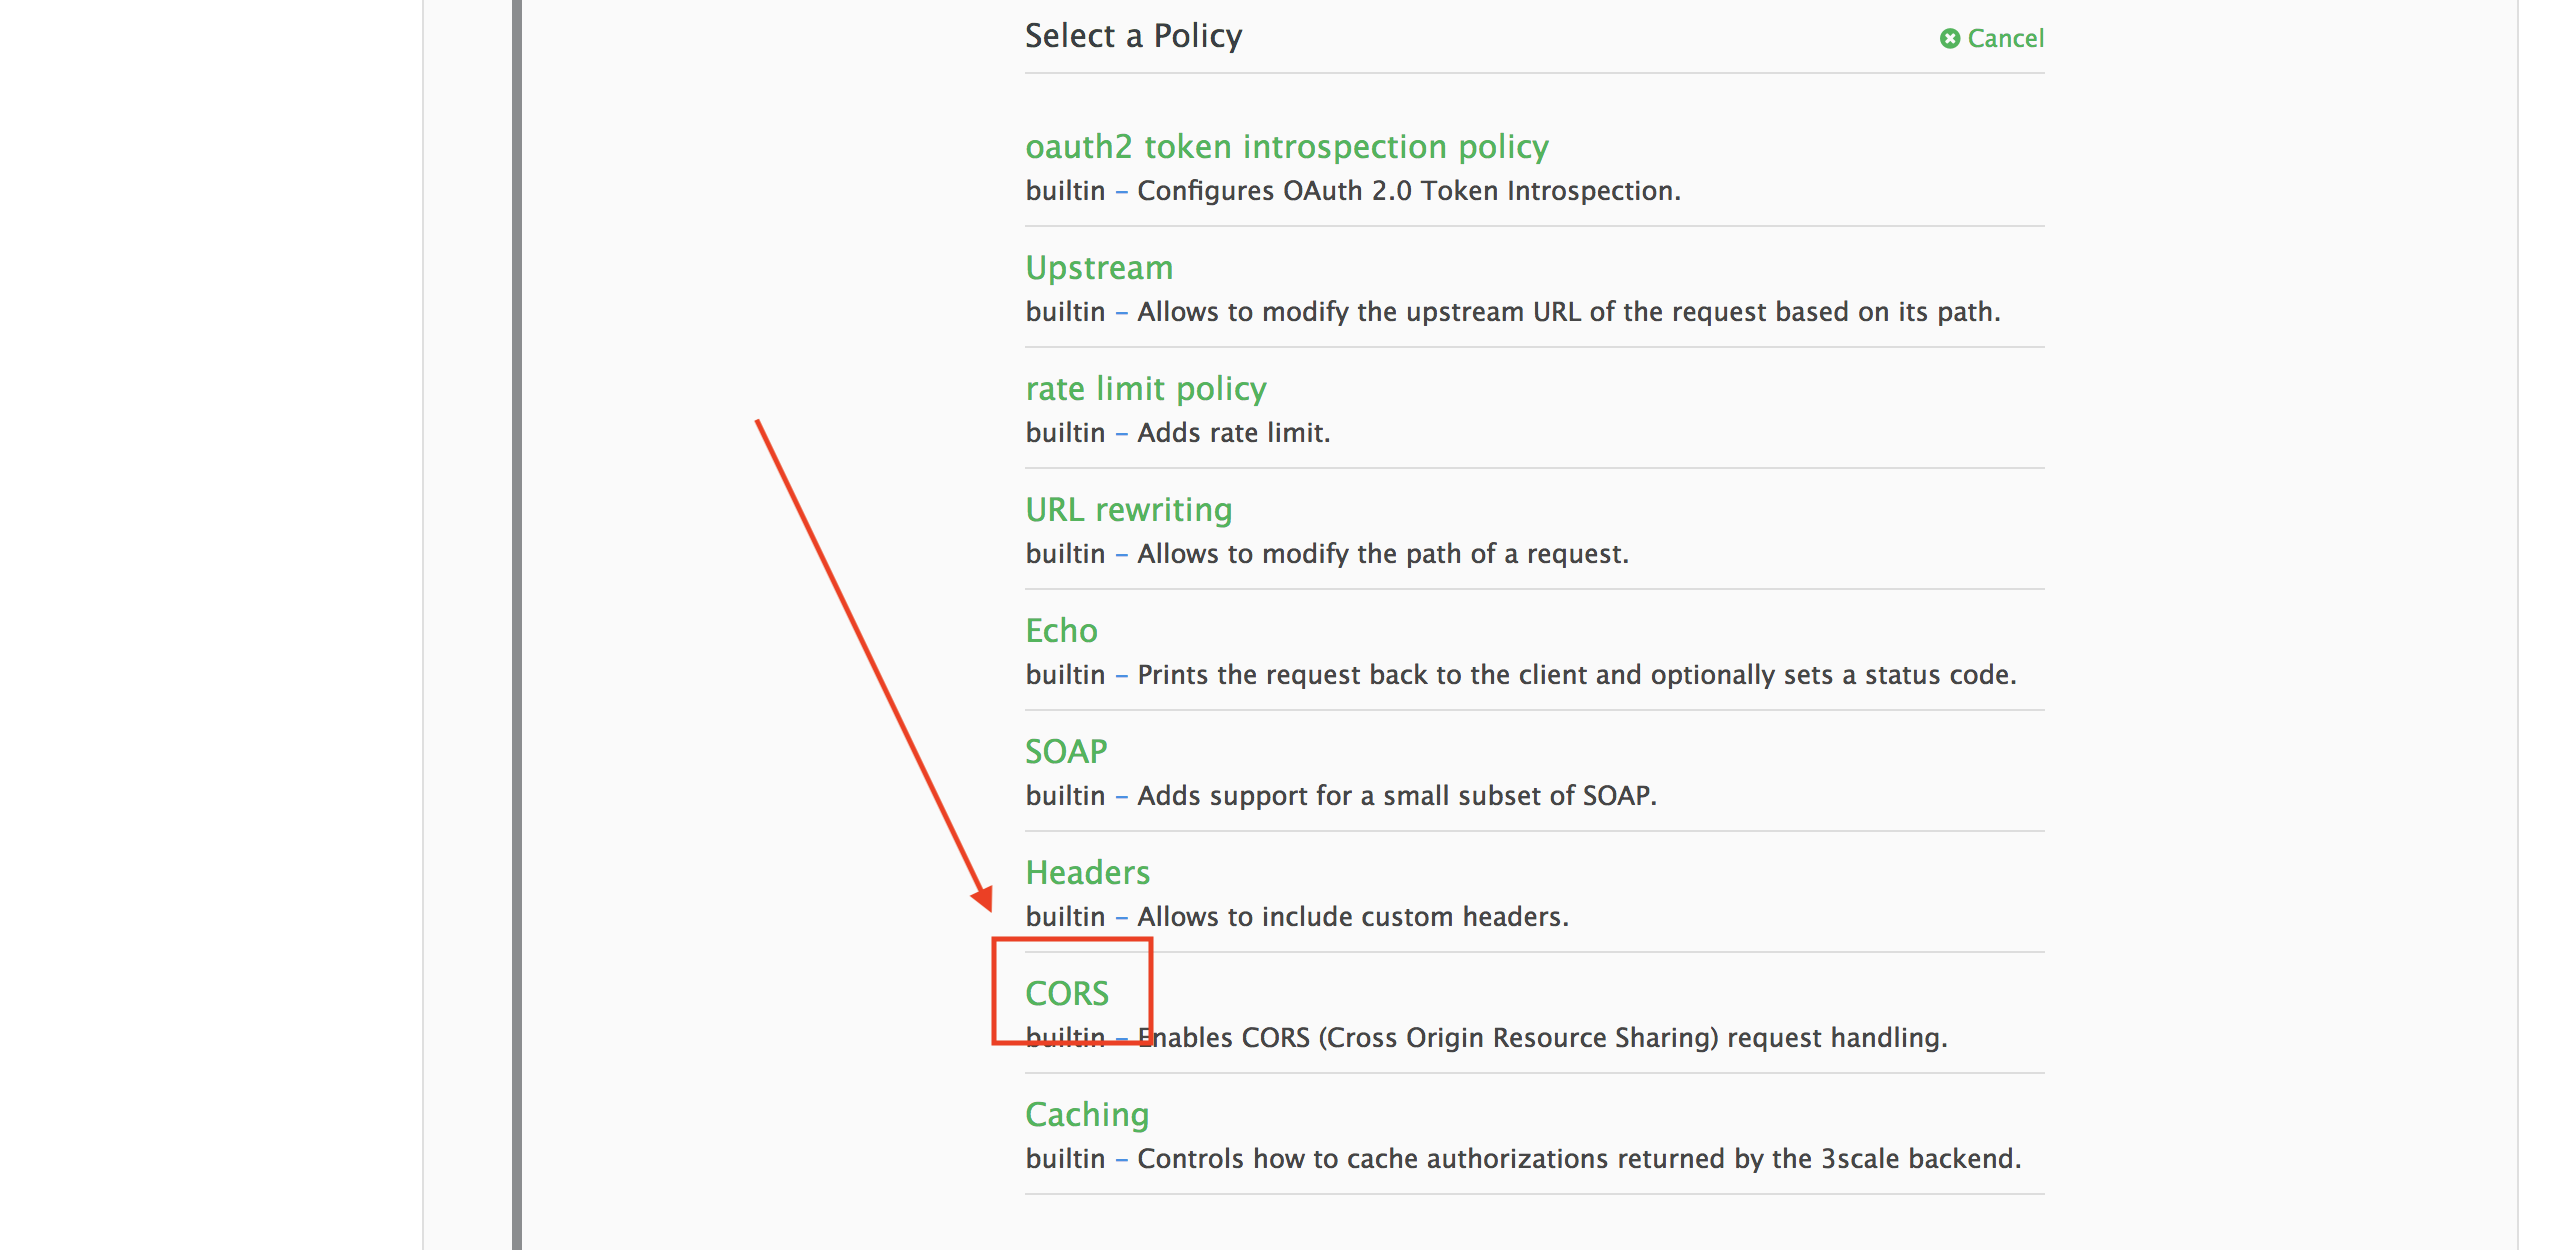 Select a Policy
Cancel
oauth2 token introspection policy
builtin – Configures OAuth 2.0 Token Introspection.
Upstream
builtin – Allows to modify the upstream URL of the request based on its path.
rate limit policy
builtin – Adds rate limit.
URL rewriting
builtin – Allows to modify the path of a request.
Echo
builtin – Prints the request back to the client and optionally sets a status code.
SOAP
builtin – Adds support for a small subset of SOAP.
Headers
builtin – Allows to include custom headers.
CORS
builtin – Enables CORS (Cross Origin Resource Sharing) request handling.
Caching
builtin – Controls how to cache authorizations returned by the 3scale backend.